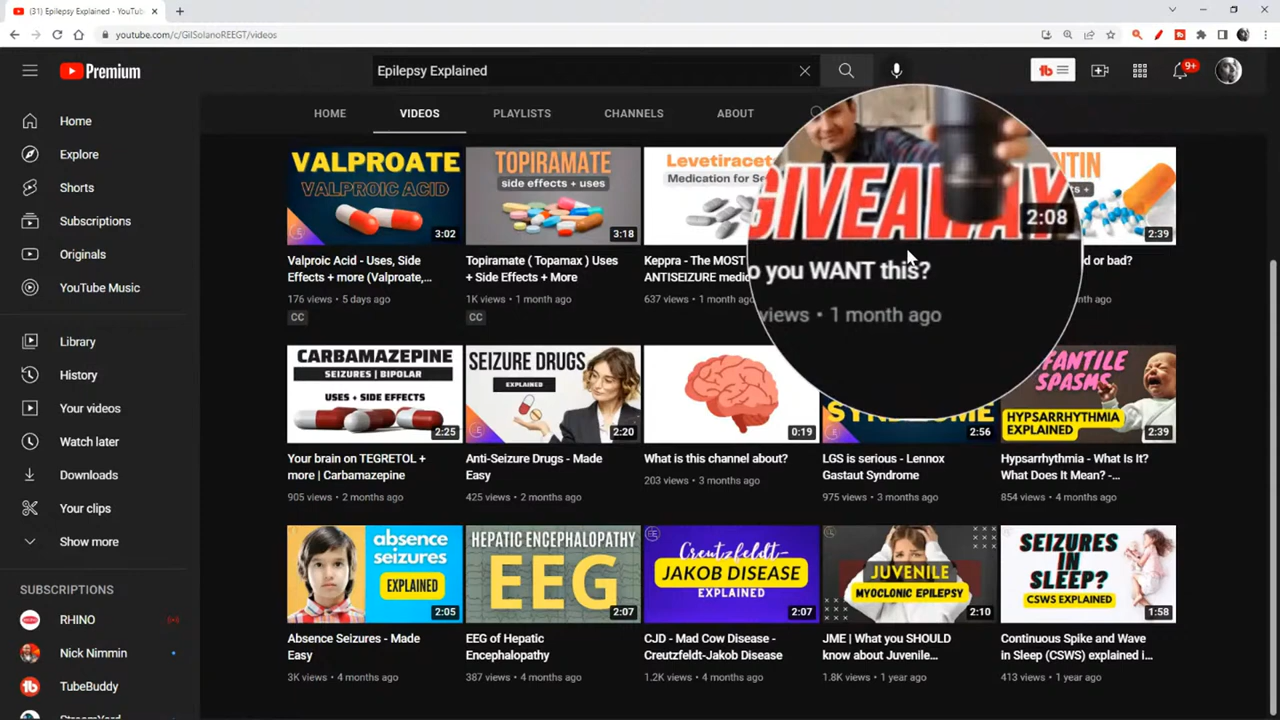 (31) Epilepsy Explained - YouTub
youtube.com/c/GilSolanoREEGT/videos
Premium
Epilepsy Explained
tb
9+
HOME
VIDEOS
PLAYLISTS
CHANNELS
ABOUT
Home
Explore
Shorts
Subscriptions
Originals
YouTube Music
Library
History
Your videos
Watch later
Downloads
Your clips
Show more
SUBSCRIPTIONS
RHINO
Nick Nimmin
TubeBuddy
StreamYard
VALPROATE
VALPROIC ACID
3:02
Valproic Acid - Uses, Side
Effects + more (Valproate,...
176 views • 5 days ago
CC
TOPIRAMATE
side effects + uses
3:18
Topiramate ( Topamax ) Uses
+ Side Effects + More
1K views • 1 month ago
CC
Levetiracet
Medication for Se
Keppra - The MOST
ANTISEIZURE medic
637 views • 1 month ago
GIVEAWAY
2:08
o you WANT this?
views • 1 month ago
NTIN
s +
2:39
d or bad?
nth ago
CARBAMAZEPINE
SEIZURES | BIPOLAR
USES + SIDE EFFECTS
2:25
Your brain on TEGRETOL +
more | Carbamazepine
905 views • 2 months ago
SEIZURE DRUGS
EXPLAINED
2:20
Anti-Seizure Drugs - Made
Easy
425 views • 2 months ago
0:19
What is this channel about?
203 views • 3 months ago
SYNDROME
2:56
LGS is serious - Lennox
Gastaut Syndrome
975 views • 3 months ago
NFANTILE
SPASMS
HYPSARRHYTHMIA
EXPLAINED
2:39
Hypsarrhythmia - What Is It?
What Does It Mean? -...
854 views • 4 months ago
absence
seizures
EXPLAINED
2:05
Absence Seizures - Made
Easy
3K views • 4 months ago
HEPATIC ENCEPHALOPATHY
EEG
2:07
EEG of Hepatic
Encephalopathy
387 views • 4 months ago
Creutzfeldt-
JAKOB DISEASE
EXPLAINED
2:07
CJD - Mad Cow Disease -
Creutzfeldt-Jakob Disease
1.2K views • 4 months ago
JUVENILE
MYOCLONIC EPILEPSY
2:10
JME | What you SHOULD
know about Juvenile...
1.8K views • 1 year ago
SEIZURES
IN
SLEEP?
CSWS EXPLAINED
1:58
Continuous Spike and Wave
in Sleep (CSWS) explained i...
413 views • 1 year ago